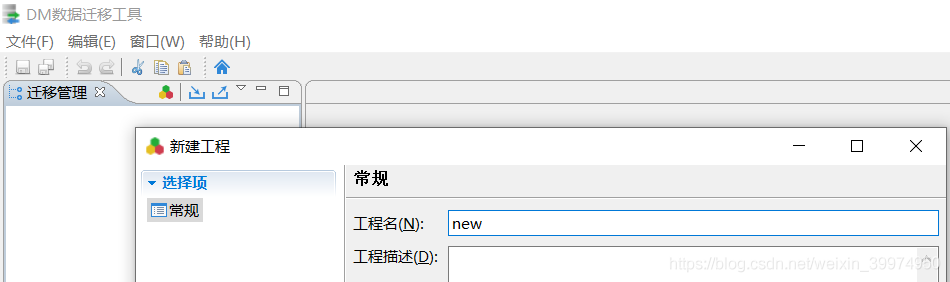 DM数据迁移工具
文件(F) 编辑(E) 窗口(W) 帮助(H)
迁移管理
新建工程
选择项
常规
常规
工程名(N): new
工程描述(D):
https://blog.csdn.net/weixin_39974960